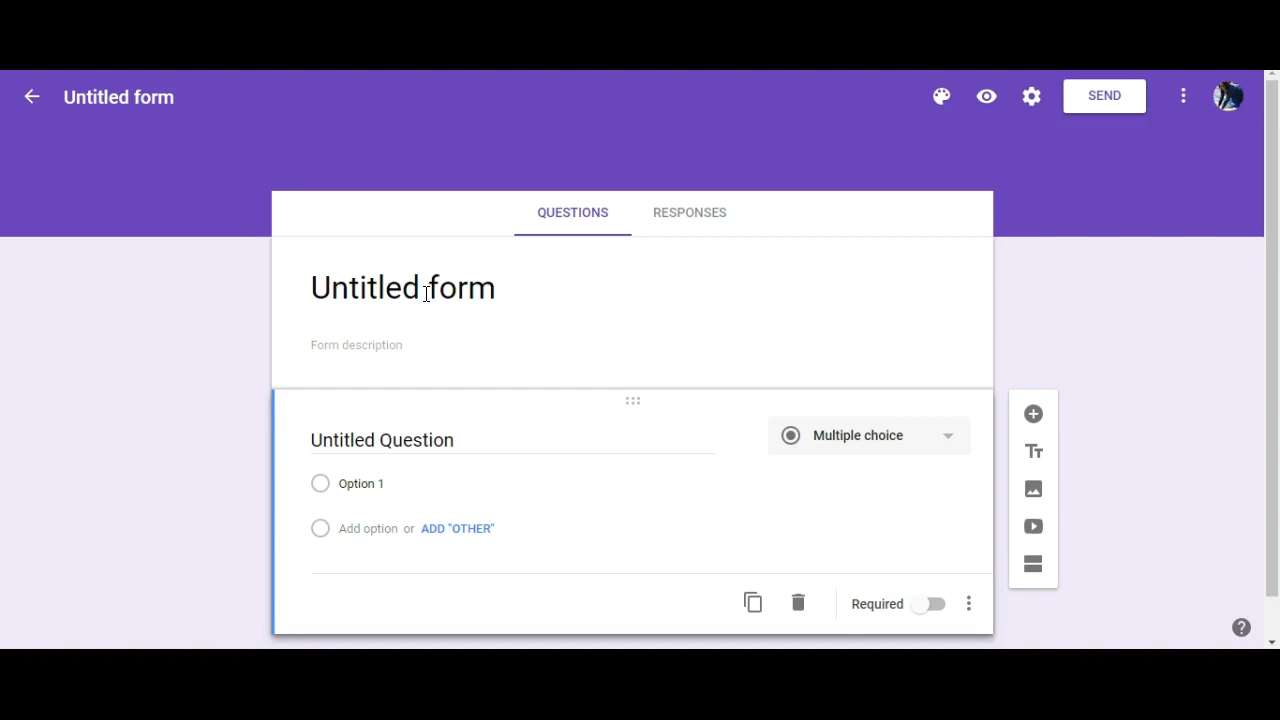 Untitled form
SEND
QUESTIONS
RESPONSES
Untitled form
Form description
Untitled Question
Multiple choice
Option 1
Add option or ADD "OTHER"
Required